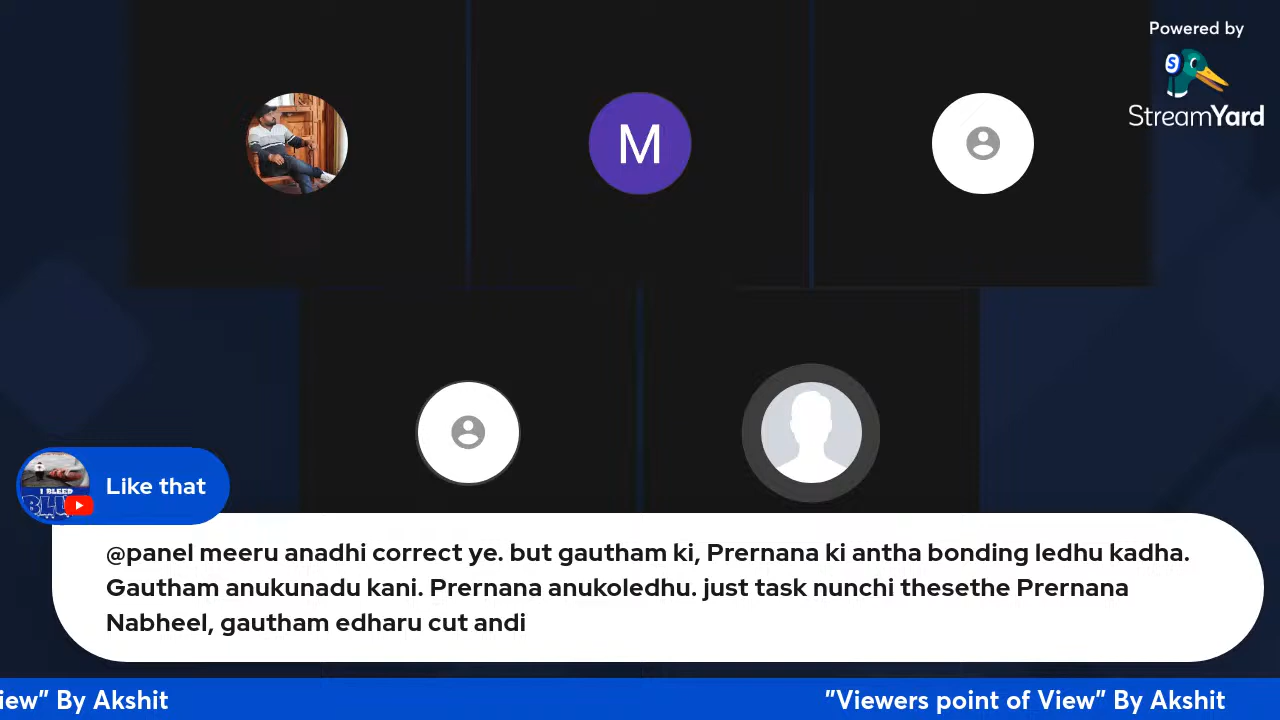 Powered by
StreamYard
M
I BLEED
BLU
Like that
@panel meeru anadhi correct ye. but gautham ki, Prernana ki antha bonding ledhu kadha.
Gautham anukunadu kani. Prernana anukoledhu. just task nunchi thesethe Prernana
Nabheel, gautham edharu cut andi
iew” By Akshit
”Viewers point of View” By Akshit